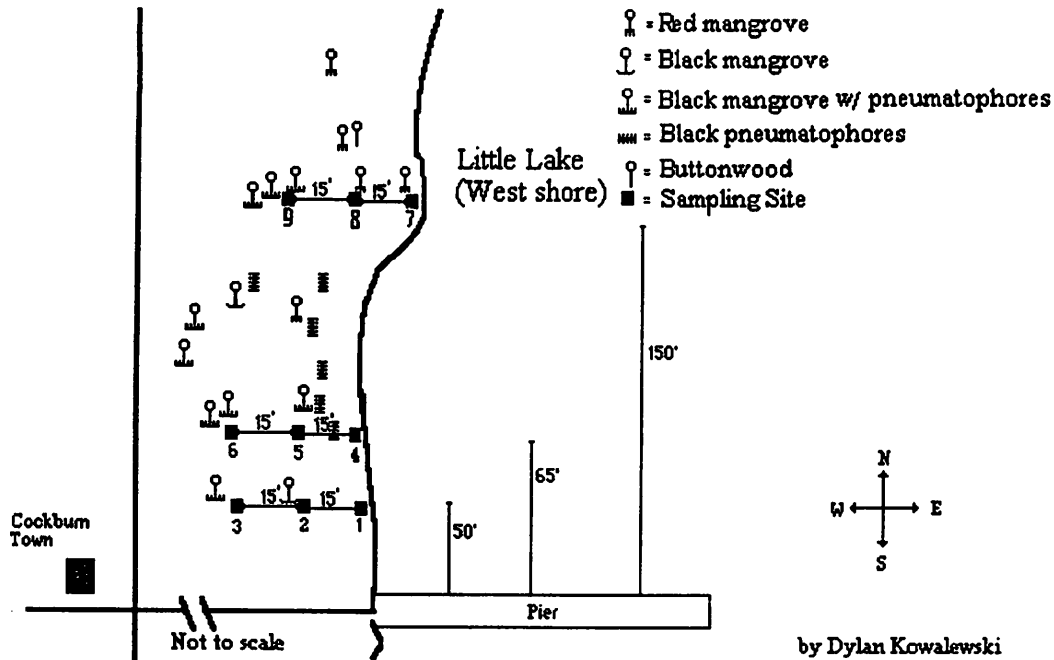 = Red mangrove
= Black mangrove
= Black mangrove w/ pneumatophores
= Black pneumatophores
= Buttonwood
= Sampling Site
Little Lake
(West shore)
15' 15'
9 8 7
150'
15' 15'
6 5 4
65'
15' 15'
3 2 1
50'
N
W E
S
Cockburn
Town
Pier
Not to scale
by Dylan Kowalewski